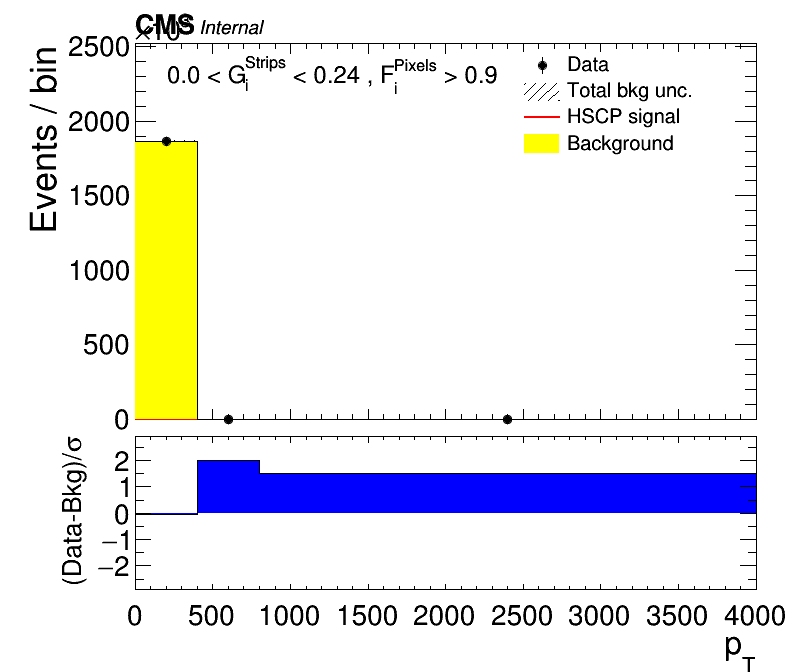 CMS Internal
×10³
2500
2000
1500
1000
500
0
Events / bin
0.0 < G_i^Strips < 0.24 , F_i^Pixels > 0.9
Data
Total bkg unc.
HSCP signal
Background
2
1
0
−1
−2
(Data-Bkg)/σ
0 500 1000 1500 2000 2500 3000 3500 4000
p_T